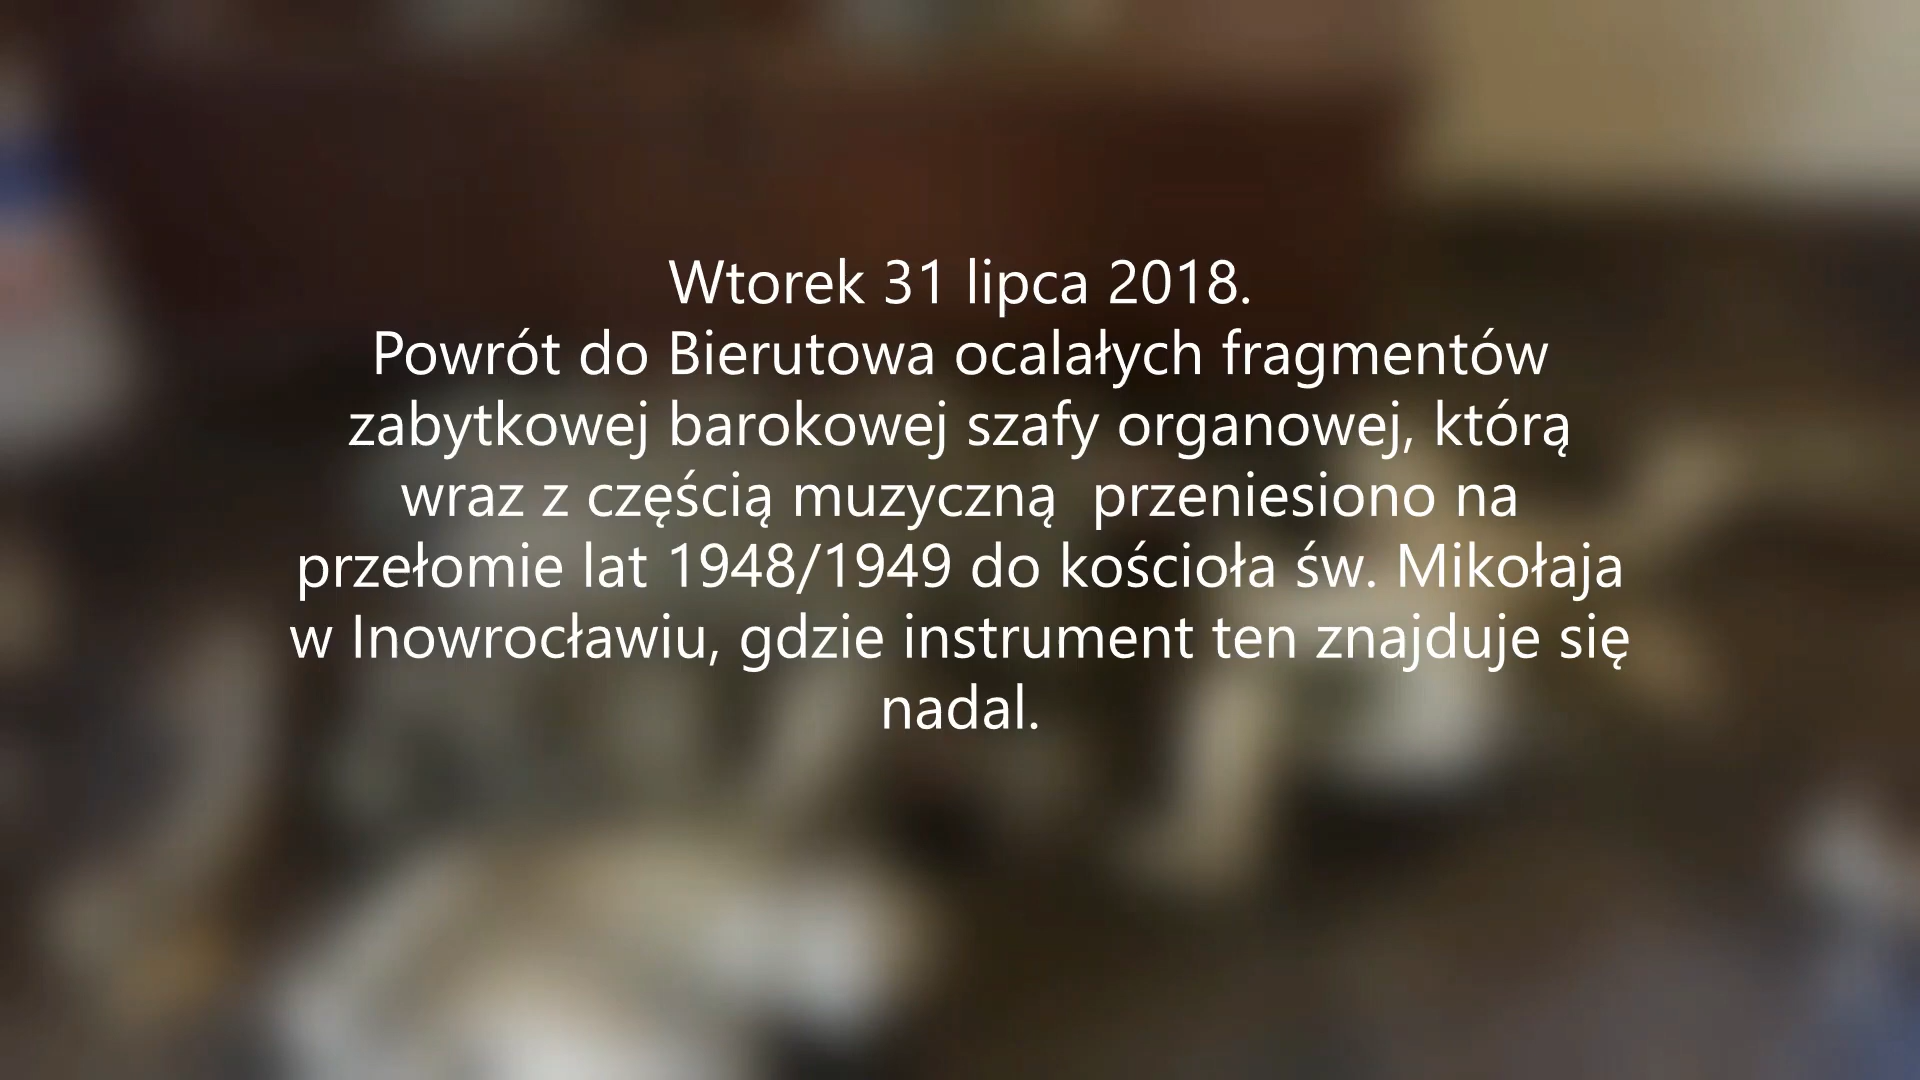 Wtorek 31 lipca 2018.
Powrót do Bierutowa ocalałych fragmentów
zabytkowej barokowej szafy organowej, którą
wraz z częścią muzyczną  przeniesiono na
przełomie lat 1948/1949 do kościoła św. Mikołaja
w Inowrocławiu, gdzie instrument ten znajduje się
nadal.